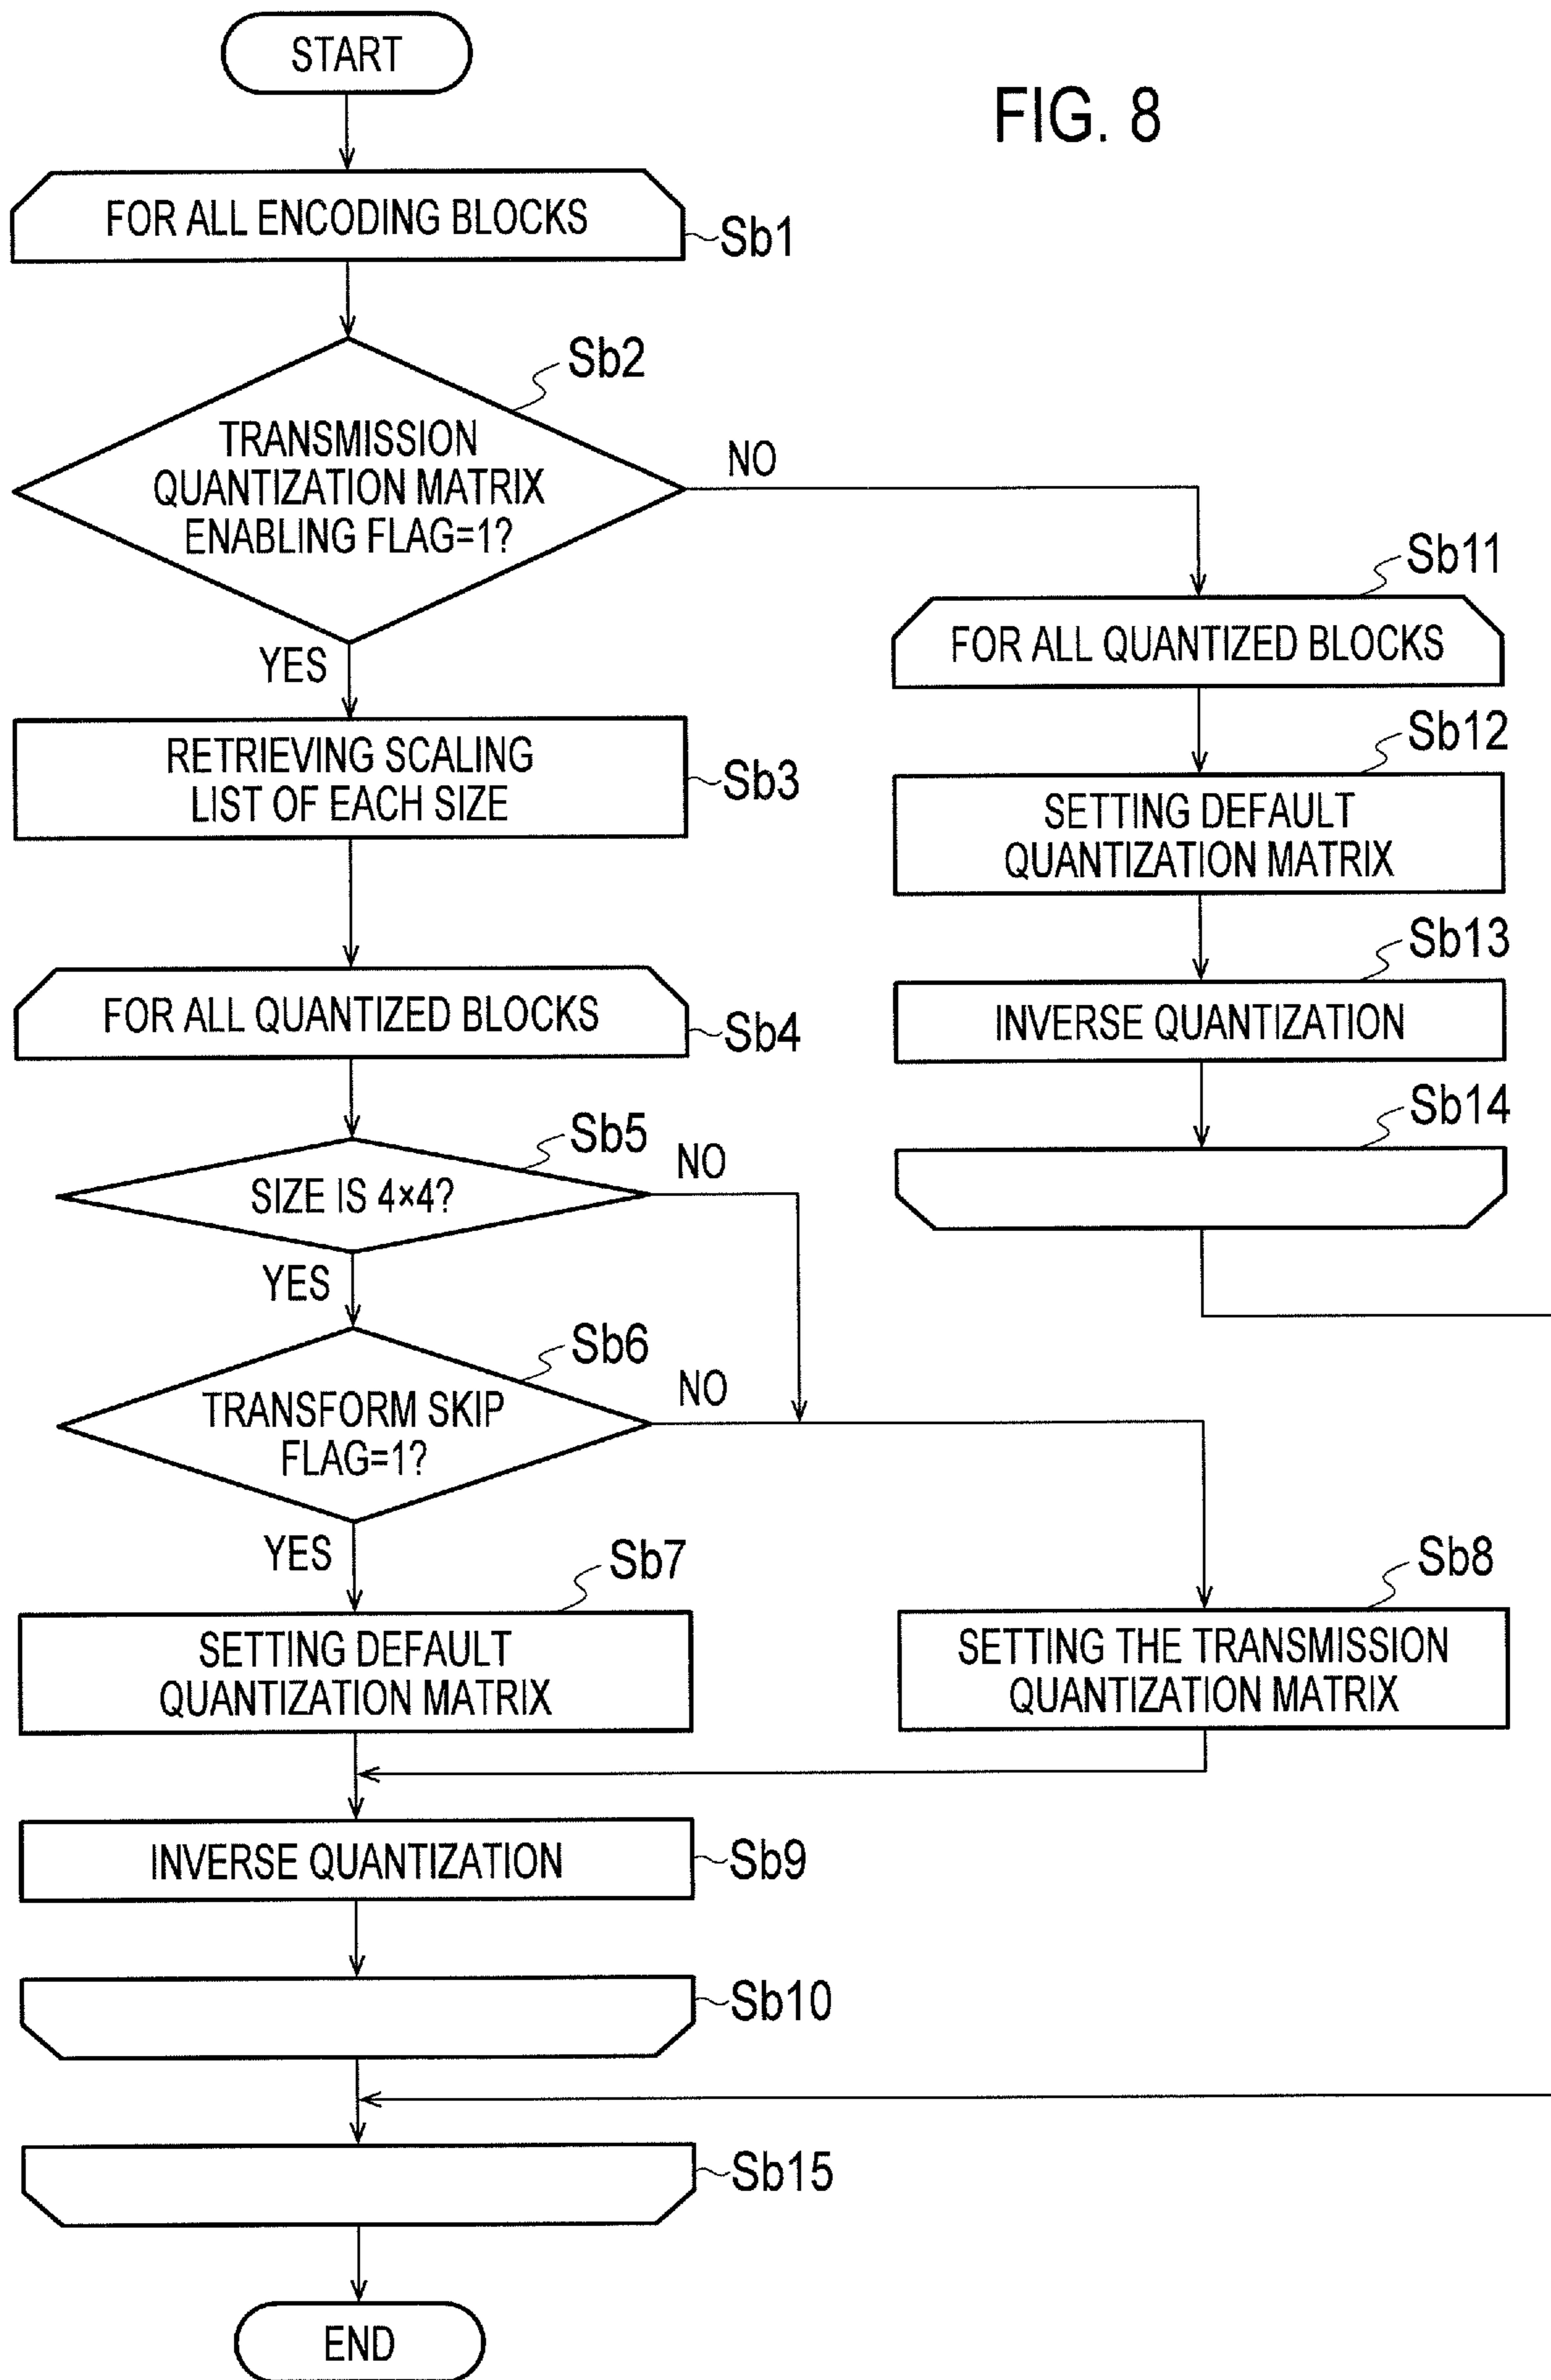 START
FIG. 8
FOR ALL ENCODING BLOCKS
Sb1
Sb2
TRANSMISSION
QUANTIZATION MATRIX
ENABLING FLAG=1?
NO
YES
Sb11
FOR ALL QUANTIZED BLOCKS
RETRIEVING SCALING
LIST OF EACH SIZE
Sb3
Sb12
SETTING DEFAULT
QUANTIZATION MATRIX
FOR ALL QUANTIZED BLOCKS
Sb4
Sb13
INVERSE QUANTIZATION
Sb5
SIZE IS 4×4?
NO
YES
Sb14
Sb6
TRANSFORM SKIP
FLAG=1?
NO
YES
Sb7
SETTING DEFAULT
QUANTIZATION MATRIX
Sb8
SETTING THE TRANSMISSION
QUANTIZATION MATRIX
INVERSE QUANTIZATION
Sb9
Sb10
Sb15
END